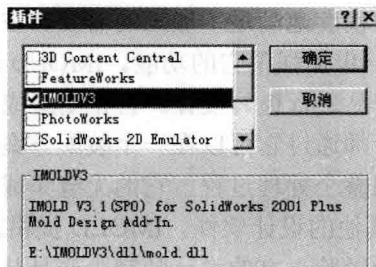 插件
3D Content Central
FeatureWorks
IMOLDV3
PhotoWorks
SolidWorks 2D Emulator
确定
取消
IMOLDV3
IMOLD V3.1(SP0) for SolidWorks 2001 Plus
Mold Design Add-In.
E:\IMOLDV3\dll\mold.dll